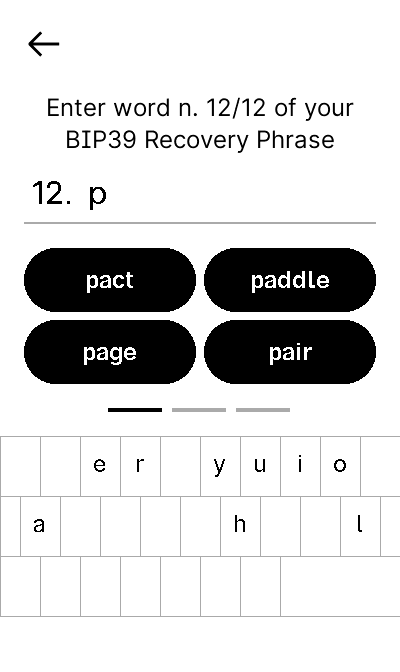 Enter word n. 12/12 of your
BIP39 Recovery Phrase
12. p
pact paddle
page pair
e r y u i o
a h l